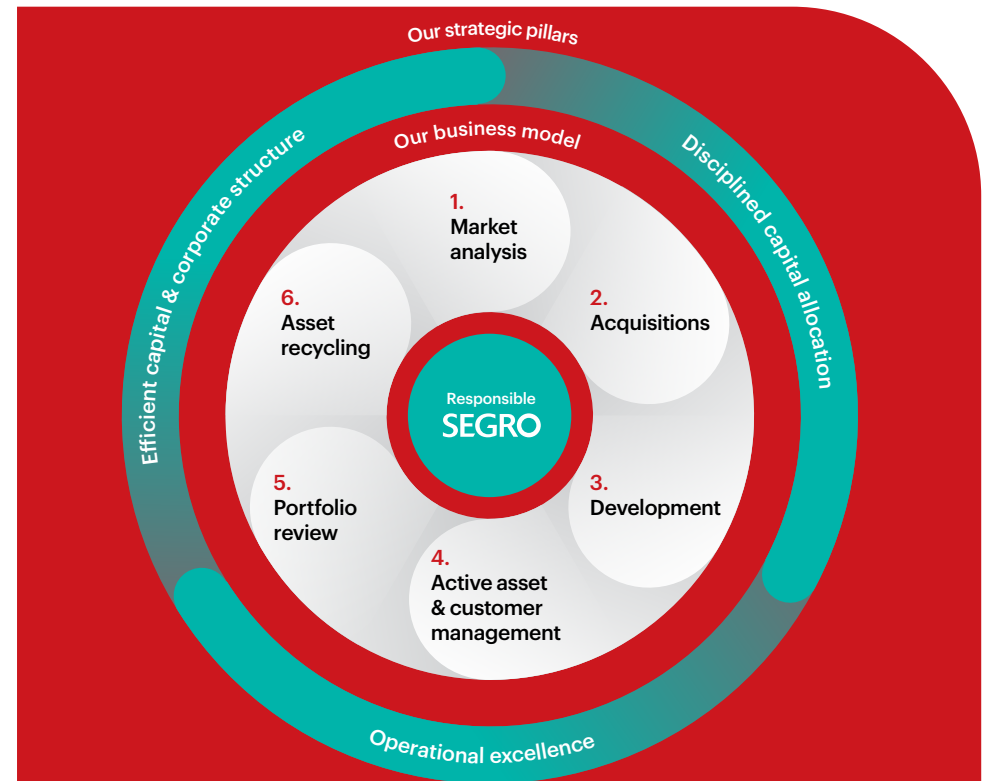 Our strategic pillars
Efficient capital & corporate structure
Disciplined capital allocation
Operational excellence
Our business model
1.
Market
analysis
2.
Acquisitions
3.
Development
4.
Active asset
& customer
management
5.
Portfolio
review
6.
Asset
recycling
Responsible
SEGRO